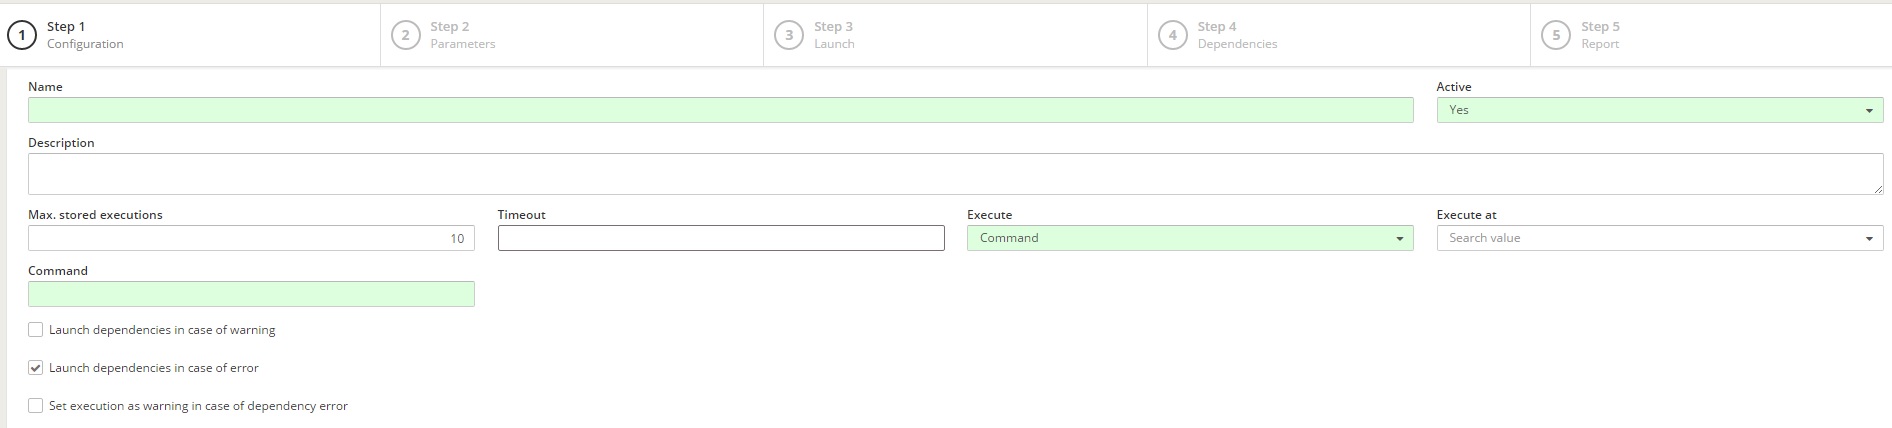 1 Step 1 Configuration
2 Step 2 Parameters
3 Step 3 Launch
4 Step 4 Dependencies
5 Step 5 Report
Name
Active
Yes
Description
Max. stored executions
10
Timeout
Execute
Command
Execute at
Search value
Command
Launch dependencies in case of warning
Launch dependencies in case of error
Set execution as warning in case of dependency error